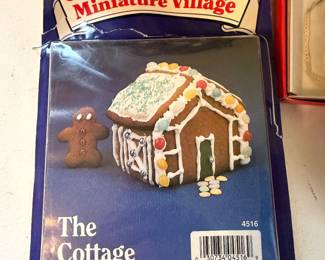 Miniature Village
The
Cottage
4516